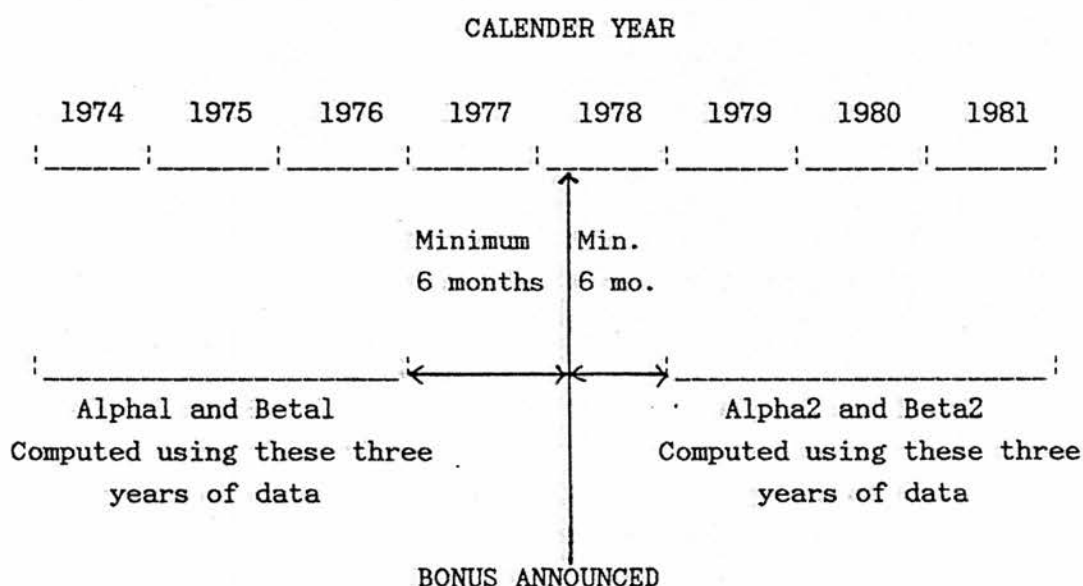 CALENDER YEAR
1974 1975 1976 1977 1978 1979 1980 1981
Minimum Min.
6 months 6 mo.
Alpha1 and Beta1 Alpha2 and Beta2
Computed using these three Computed using these three
years of data years of data
BONUS ANNOUNCED